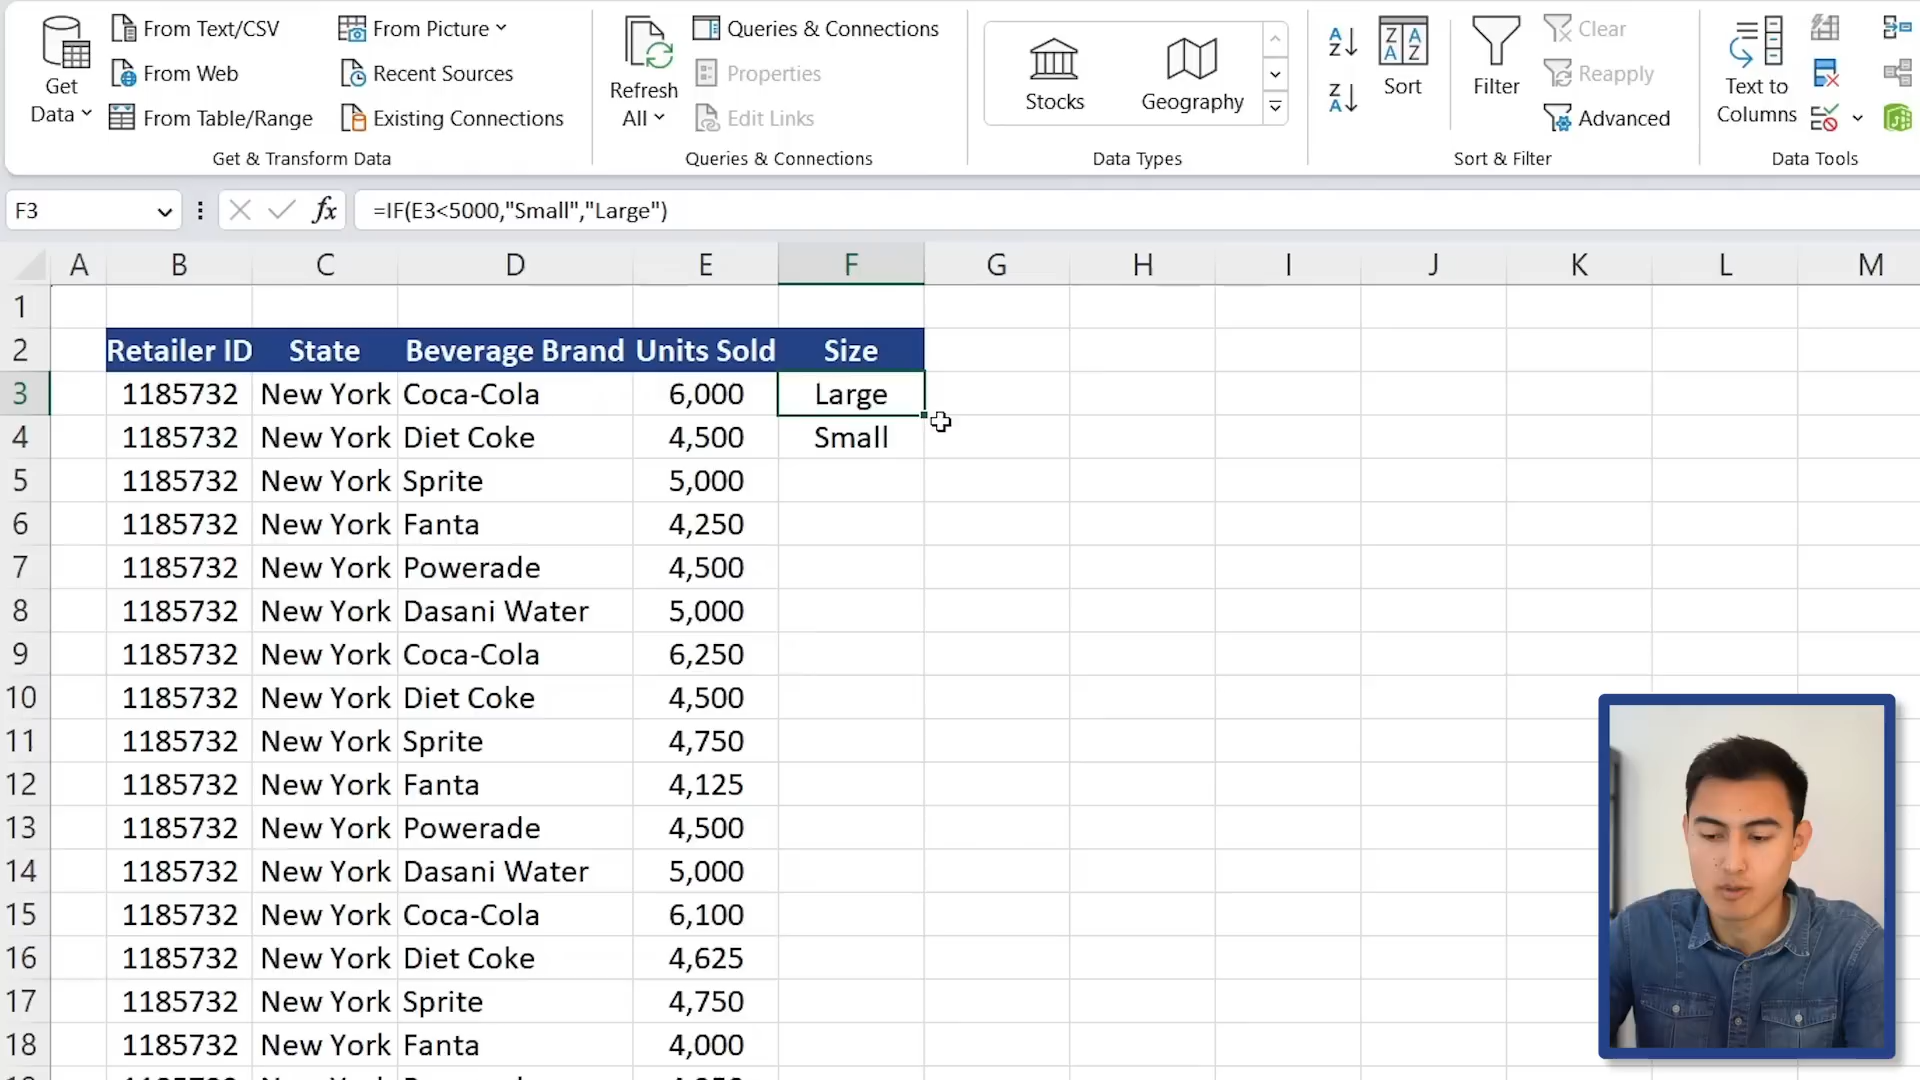 Get Data
From Text/CSV
From Web
From Table/Range
From Picture
Recent Sources
Existing Connections
Get & Transform Data
Refresh All
Queries & Connections
Properties
Edit Links
Queries & Connections
Stocks
Geography
Data Types
Sort
Filter
Clear
Reapply
Advanced
Sort & Filter
Text to Columns
Data Tools
F3
fx
=IF(E3<5000,"Small","Large")
A B C D E F G H I J K L M
1
2 Retailer ID State Beverage Brand Units Sold Size
3 1185732 New York Coca-Cola 6,000 Large
4 1185732 New York Diet Coke 4,500 Small
5 1185732 New York Sprite 5,000
6 1185732 New York Fanta 4,250
7 1185732 New York Powerade 4,500
8 1185732 New York Dasani Water 5,000
9 1185732 New York Coca-Cola 6,250
10 1185732 New York Diet Coke 4,500
11 1185732 New York Sprite 4,750
12 1185732 New York Fanta 4,125
13 1185732 New York Powerade 4,500
14 1185732 New York Dasani Water 5,000
15 1185732 New York Coca-Cola 6,100
16 1185732 New York Diet Coke 4,625
17 1185732 New York Sprite 4,750
18 1185732 New York Fanta 4,000